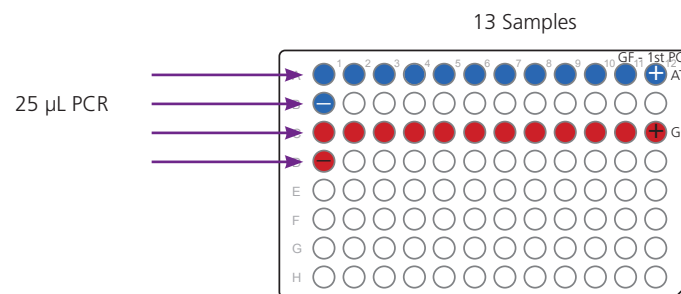 13 Samples
GF - 1st PC
1 2 3 4 5 6 7 8 9 10 11 12
+ AT
25 µL PCR
−
+ G
−
E
F
G
H